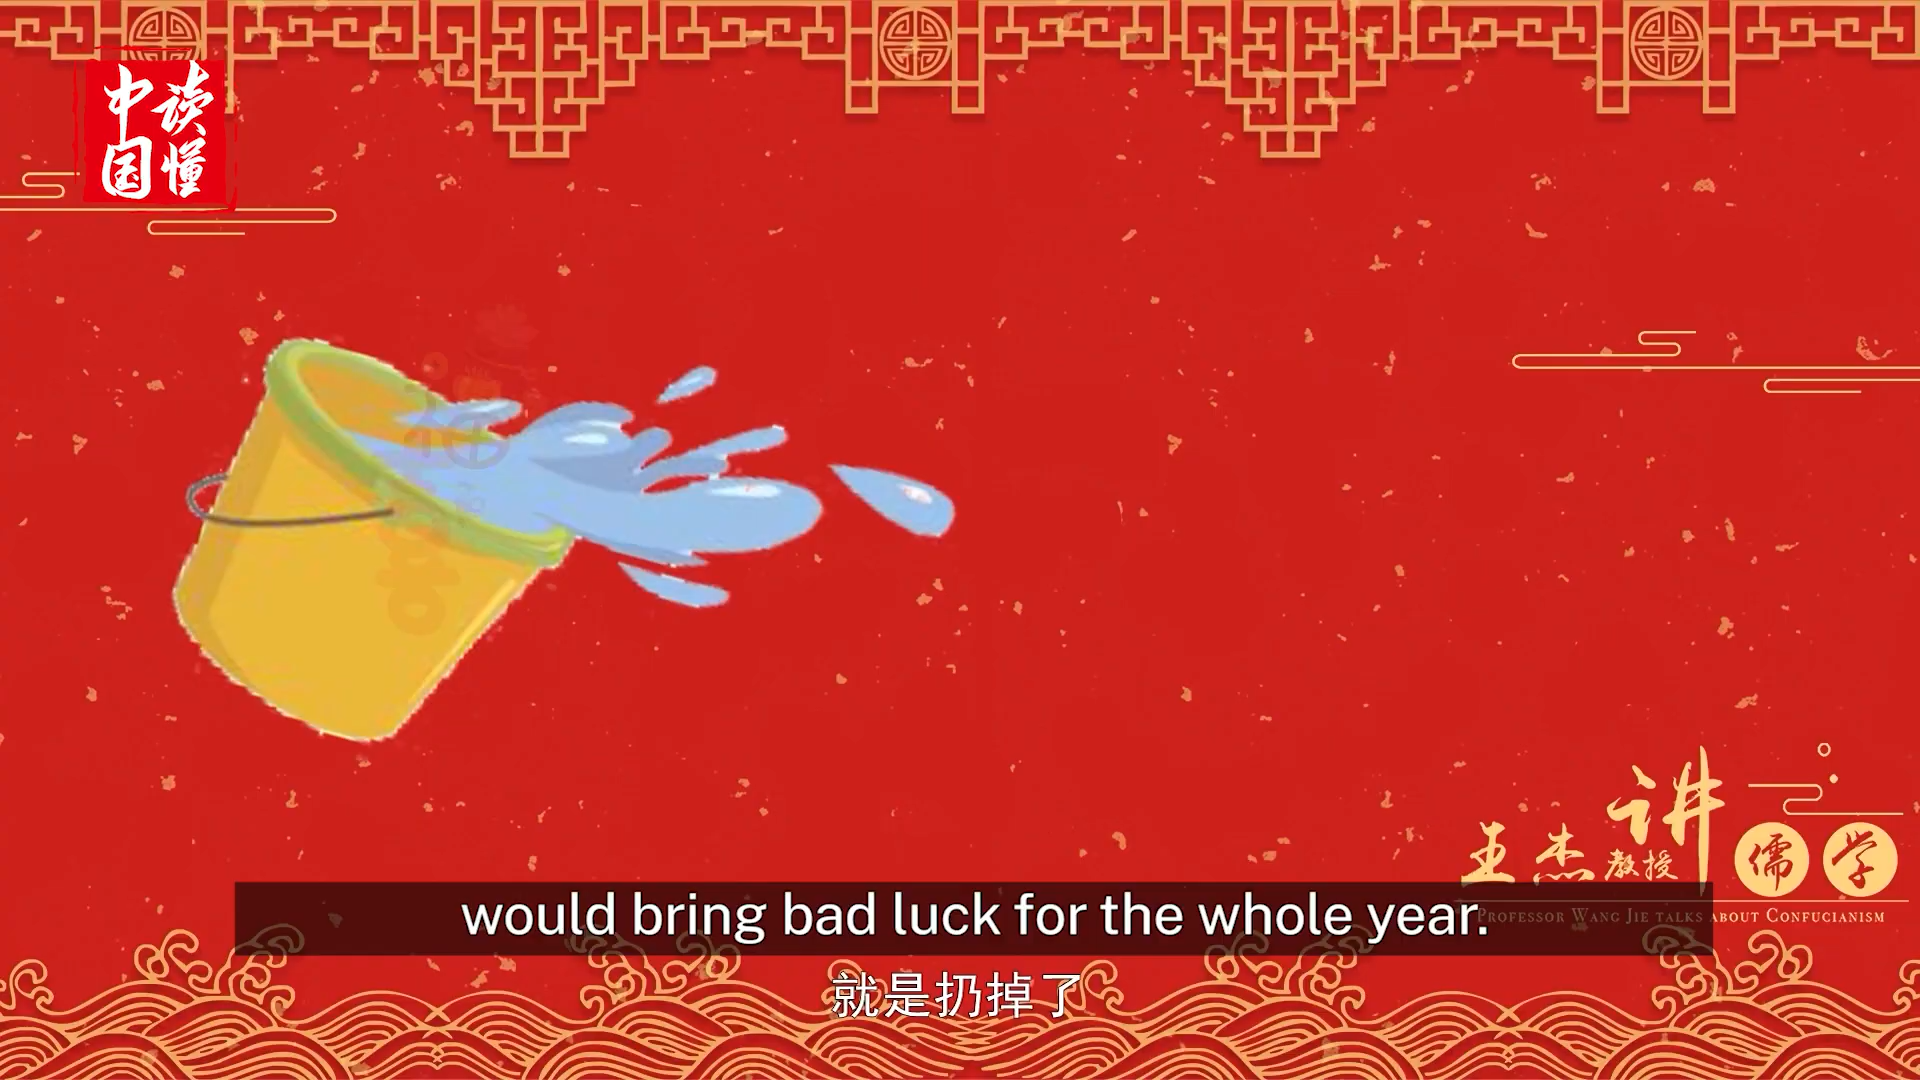 读懂
中国
王杰教授讲儒学
PROFESSOR WANG JIE TALKS ABOUT CONFUCIANISM
would bring bad luck for the whole year.
就是扔掉了